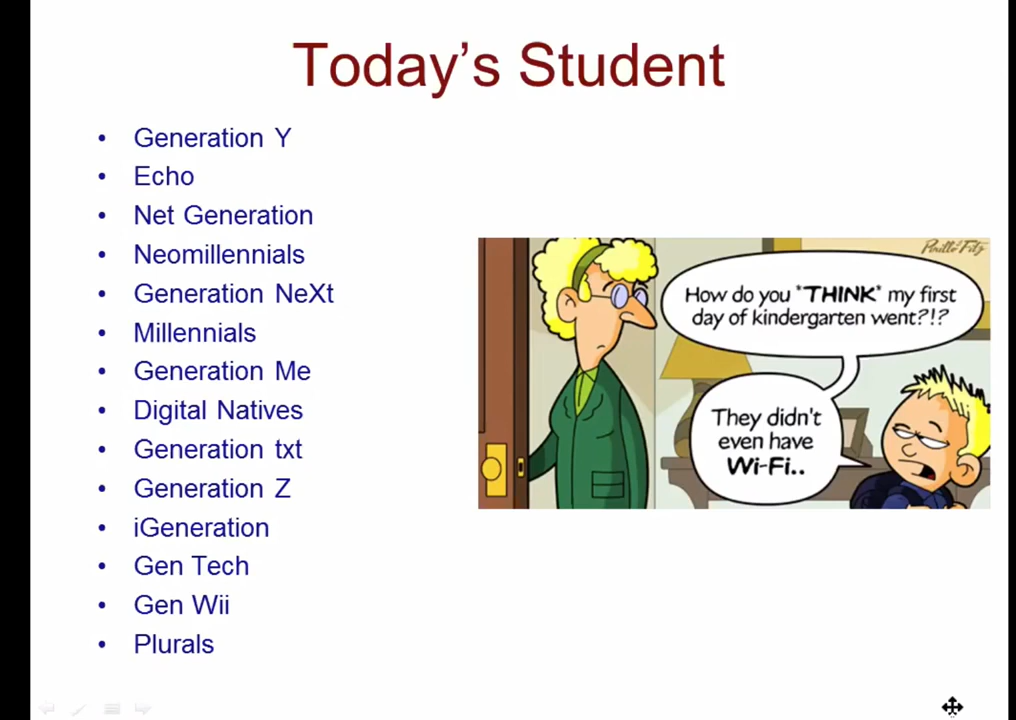 Today's Student
• Generation Y
• Echo
• Net Generation
• Neomillennials
• Generation NeXt
• Millennials
• Generation Me
• Digital Natives
• Generation txt
• Generation Z
• iGeneration
• Gen Tech
• Gen Wii
• Plurals
How do you *THINK* my first
day of kindergarten went?!?
They didn't
even have
Wi-Fi..